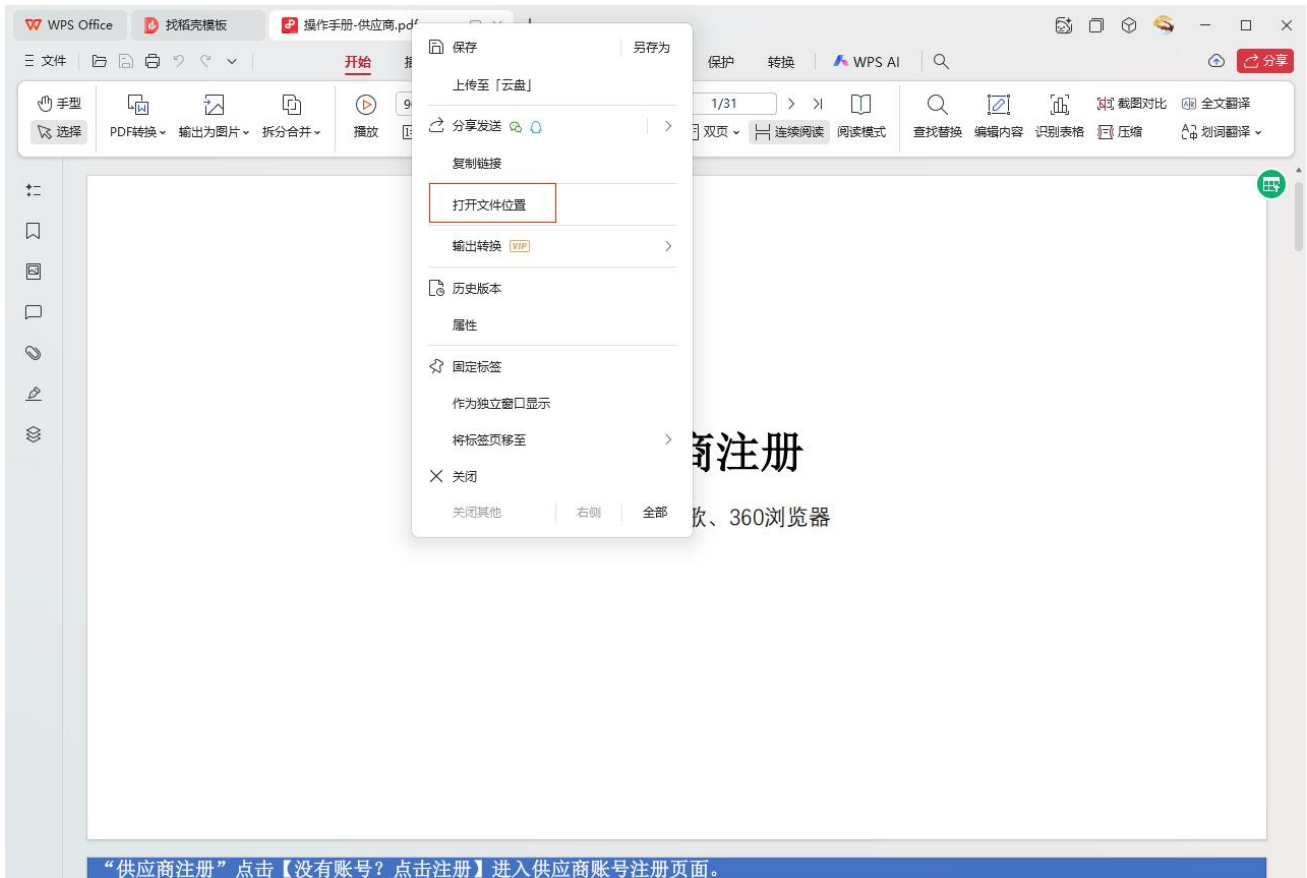 WPS Office 找稻壳模板 操作手册-供应商.pdf
三 文件 开始 保护 转换 WPS AI 分享
手型 1/31 截图对比 全文翻译
选择 PDF转换 输出为图片 拆分合并 播放 双页 连续阅读 阅读模式 查找替换 编辑内容 识别表格 压缩 划词翻译
保存 另存为
上传至「云盘」
分享发送
复制链接
打开文件位置
输出转换 VIP
历史版本
属性
固定标签
作为独立窗口显示
将标签页移至
关闭
关闭其他 右侧 全部
商注册
歌、360浏览器
“供应商注册”点击【没有账号？点击注册】进入供应商账号注册页面。